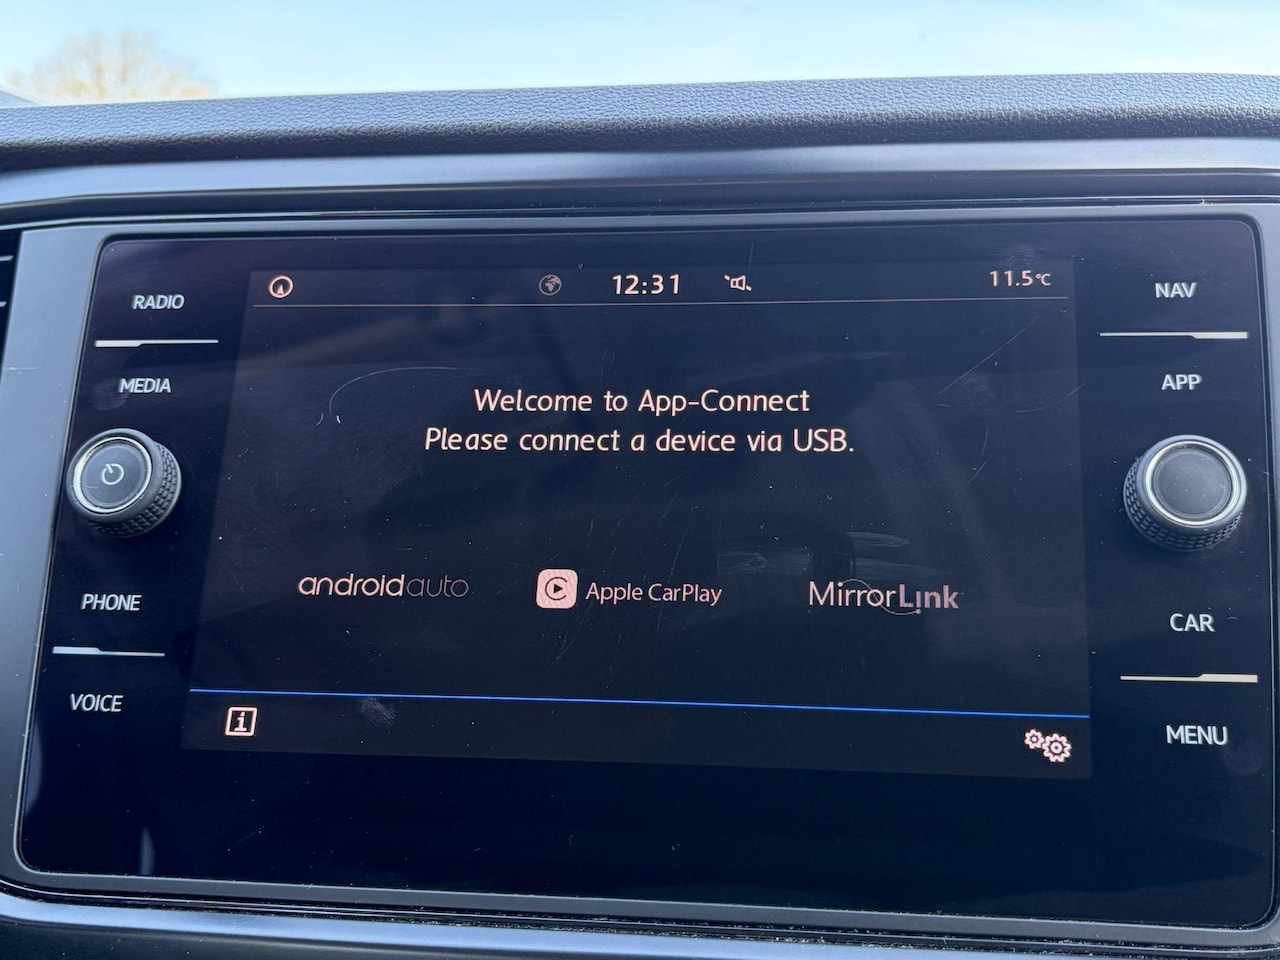 12:31
11.5°C
RADIO
MEDIA
PHONE
VOICE
Welcome to App-Connect
Please connect a device via USB.
androidauto
Apple CarPlay
MirrorLink
i
NAV
APP
CAR
MENU